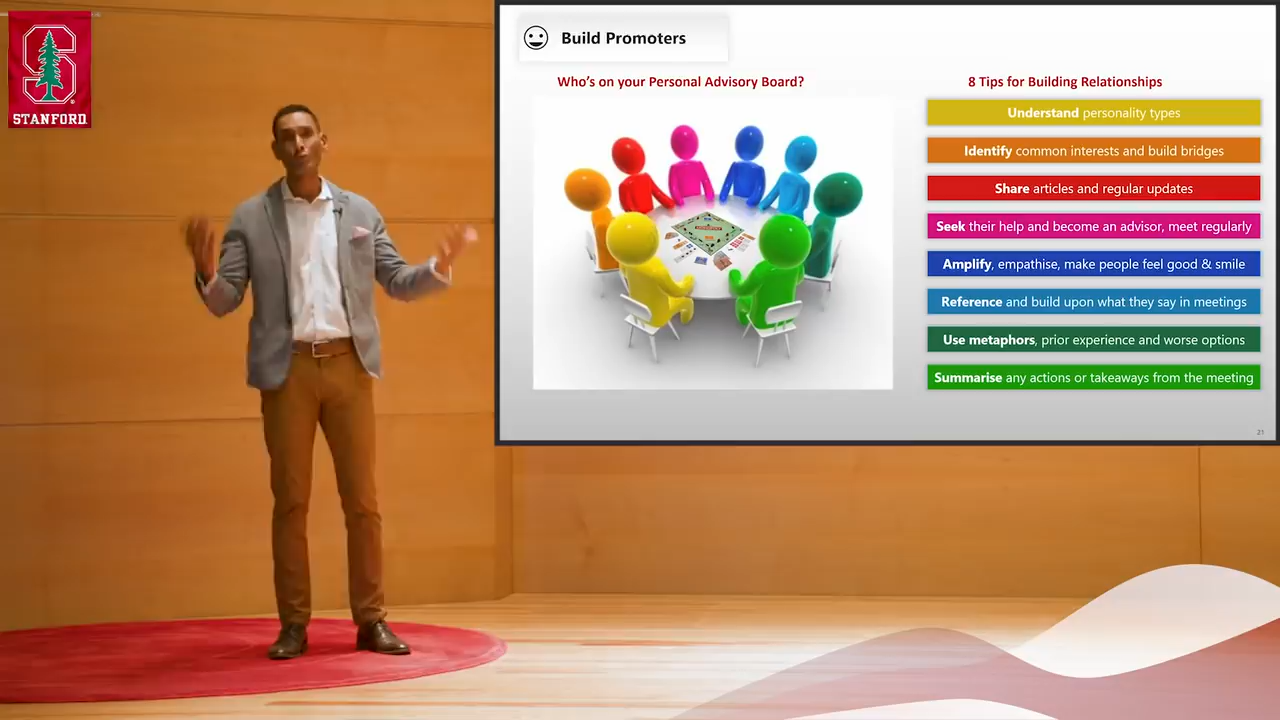 STANFORD
Build Promoters
Who's on your Personal Advisory Board?
8 Tips for Building Relationships
Understand personality types
Identify common interests and build bridges
Share articles and regular updates
Seek their help and become an advisor, meet regularly
Amplify, empathise, make people feel good & smile
Reference and build upon what they say in meetings
Use metaphors, prior experience and worse options
Summarise any actions or takeaways from the meeting
21